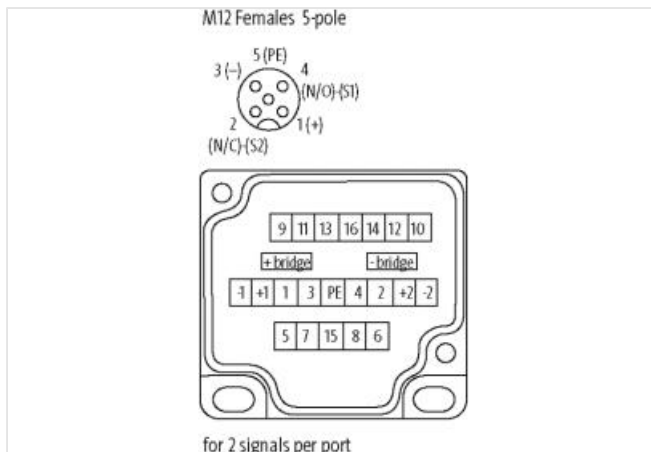 M12 Females 5-pole
5 (PE)
3 (–)
4
(N/O)-(S1)
2
1 (+)
(N/C)-(S2)
9 11 13 16 14 12 10
+ bridge - bridge
-1 +1 1 3 PE 4 2 +2 -2
5 7 15 8 6
for 2 signals per port